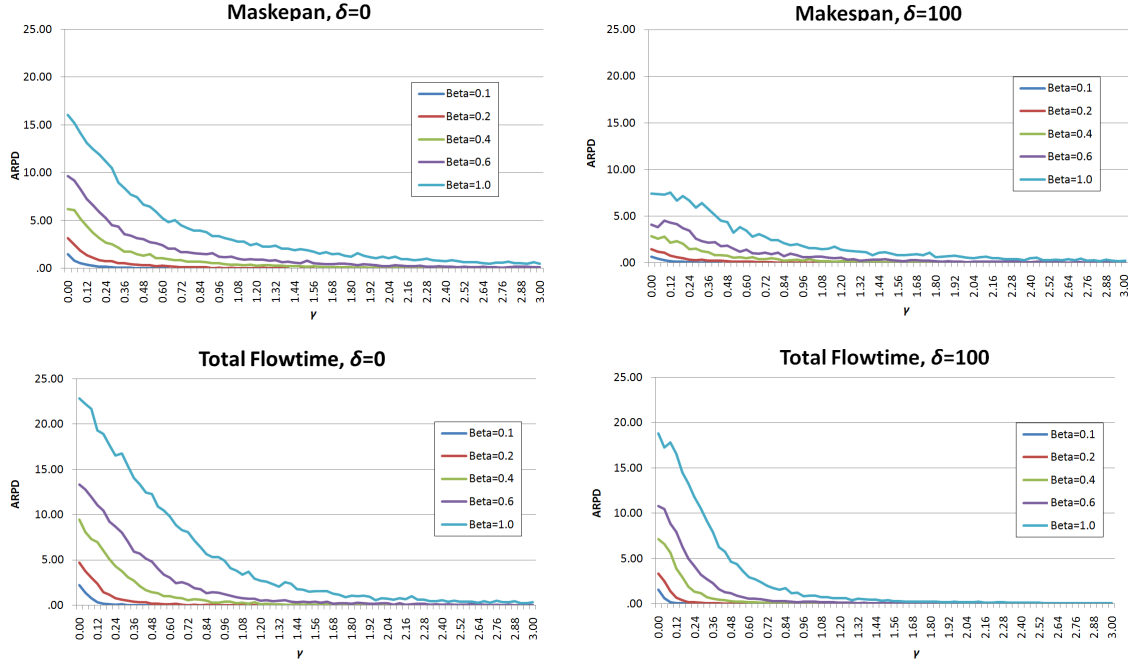 Maskepan, δ=0
25.00
20.00
15.00
10.00
5.00
.00
ARPD
Beta=0.1
Beta=0.2
Beta=0.4
Beta=0.6
Beta=1.0
0.00 0.12 0.24 0.36 0.48 0.60 0.72 0.84 0.96 1.08 1.20 1.32 1.44 1.56 1.68 1.80 1.92 2.04 2.16 2.28 2.40 2.52 2.64 2.76 2.88 3.00
γ
Makespan, δ=100
25.00
20.00
15.00
10.00
5.00
.00
ARPD
Beta=0.1
Beta=0.2
Beta=0.4
Beta=0.6
Beta=1.0
0.00 0.12 0.24 0.36 0.48 0.60 0.72 0.84 0.96 1.08 1.20 1.32 1.44 1.56 1.68 1.80 1.92 2.04 2.16 2.28 2.40 2.52 2.64 2.76 2.88 3.00
γ
Total Flowtime, δ=0
25.00
20.00
15.00
10.00
5.00
.00
ARPD
Beta=0.1
Beta=0.2
Beta=0.4
Beta=0.6
Beta=1.0
0.00 0.12 0.24 0.36 0.48 0.60 0.72 0.84 0.96 1.08 1.20 1.32 1.44 1.56 1.68 1.80 1.92 2.04 2.16 2.28 2.40 2.52 2.64 2.76 2.88 3.00
γ
Total Flowtime, δ=100
25.00
20.00
15.00
10.00
5.00
.00
ARPD
Beta=0.1
Beta=0.2
Beta=0.4
Beta=0.6
Beta=1.0
0.00 0.12 0.24 0.36 0.48 0.60 0.72 0.84 0.96 1.08 1.20 1.32 1.44 1.56 1.68 1.80 1.92 2.04 2.16 2.28 2.40 2.52 2.64 2.76 2.88 3.00
γ